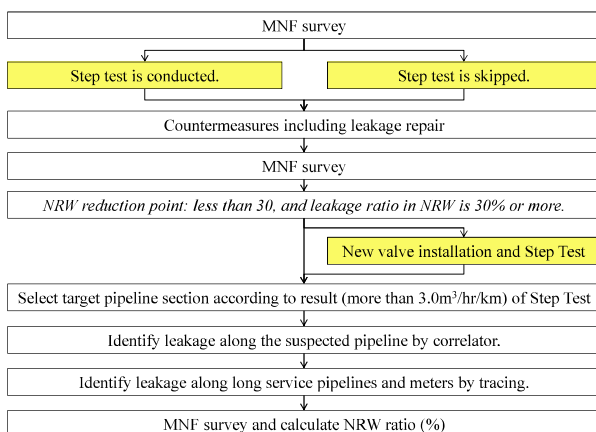 MNF survey
Step test is conducted.
Step test is skipped.
Countermeasures including leakage repair
MNF survey
NRW reduction point: less than 30, and leakage ratio in NRW is 30% or more.
New valve installation and Step Test
Select target pipeline section according to result (more than 3.0m³/hr/km) of Step Test
Identify leakage along the suspected pipeline by correlator.
Identify leakage along long service pipelines and meters by tracing.
MNF survey and calculate NRW ratio (%)